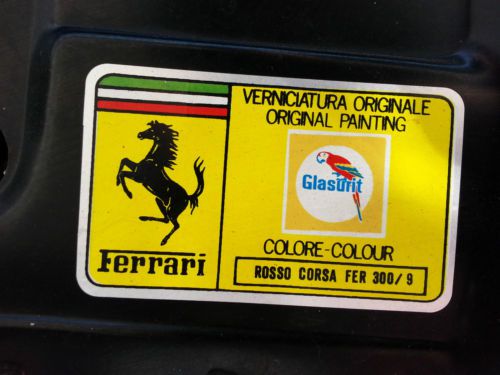 VERNICIATURA ORIGINALE
ORIGINAL PAINTING
Glasurit
COLORE-COLOUR
ROSSO CORSA FER 300/9
Ferrari